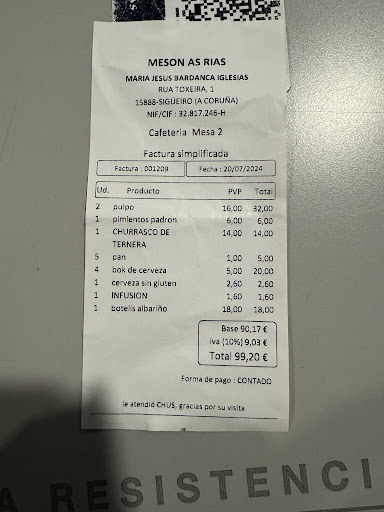 MESON AS RIAS
MARIA JESUS BARDANCA IGLESIAS
RUA TOXEIRA, 1
15888-SIGUEIRO (A CORUÑA)
NIF/CIF : 32.817.246-H
Cafeteria Mesa 2
Factura simplificada
Factura : 001209 Fecha : 20/07/2024
Ud. Producto PVP Total
2 pulpo 16,00 32,00
1 pimientos padron 6,00 6,00
1 CHURRASCO DE 14,00 14,00
TERNERA
5 pan 1,00 5,00
4 bok de cerveza 5,00 20,00
1 cerveza sin gluten 2,60 2,60
1 INFUSION 1,60 1,60
1 botella albariño 18,00 18,00
Base 90,17 €
iva (10%) 9,03 €
Total 99,20 €
Forma de pago : CONTADO
le atendió CHUS, gracias por su visita
A RESISTENCI